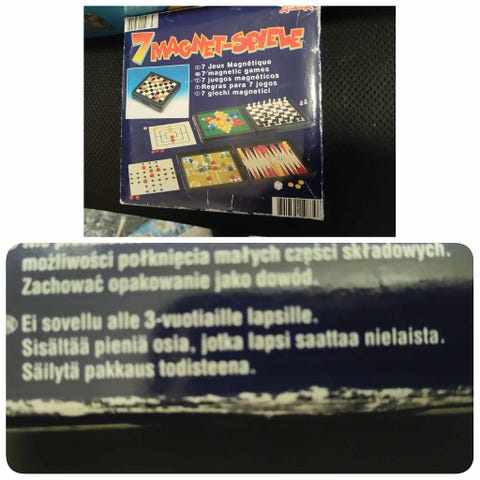 7 MAGNET-SPIELE
7 Jeux Magnétique
7 magnetic games
7 juegos magnéticos
Regras para 7 jogos
7 giochi magnetici
możliwości połknięcia małych części składowych.
Zachować opakowanie jako dowód.
Ei sovellu alle 3-vuotiaille lapsille.
Sisältää pieniä osia, jotka lapsi saattaa nielaista.
Säilytä pakkaus todisteena.